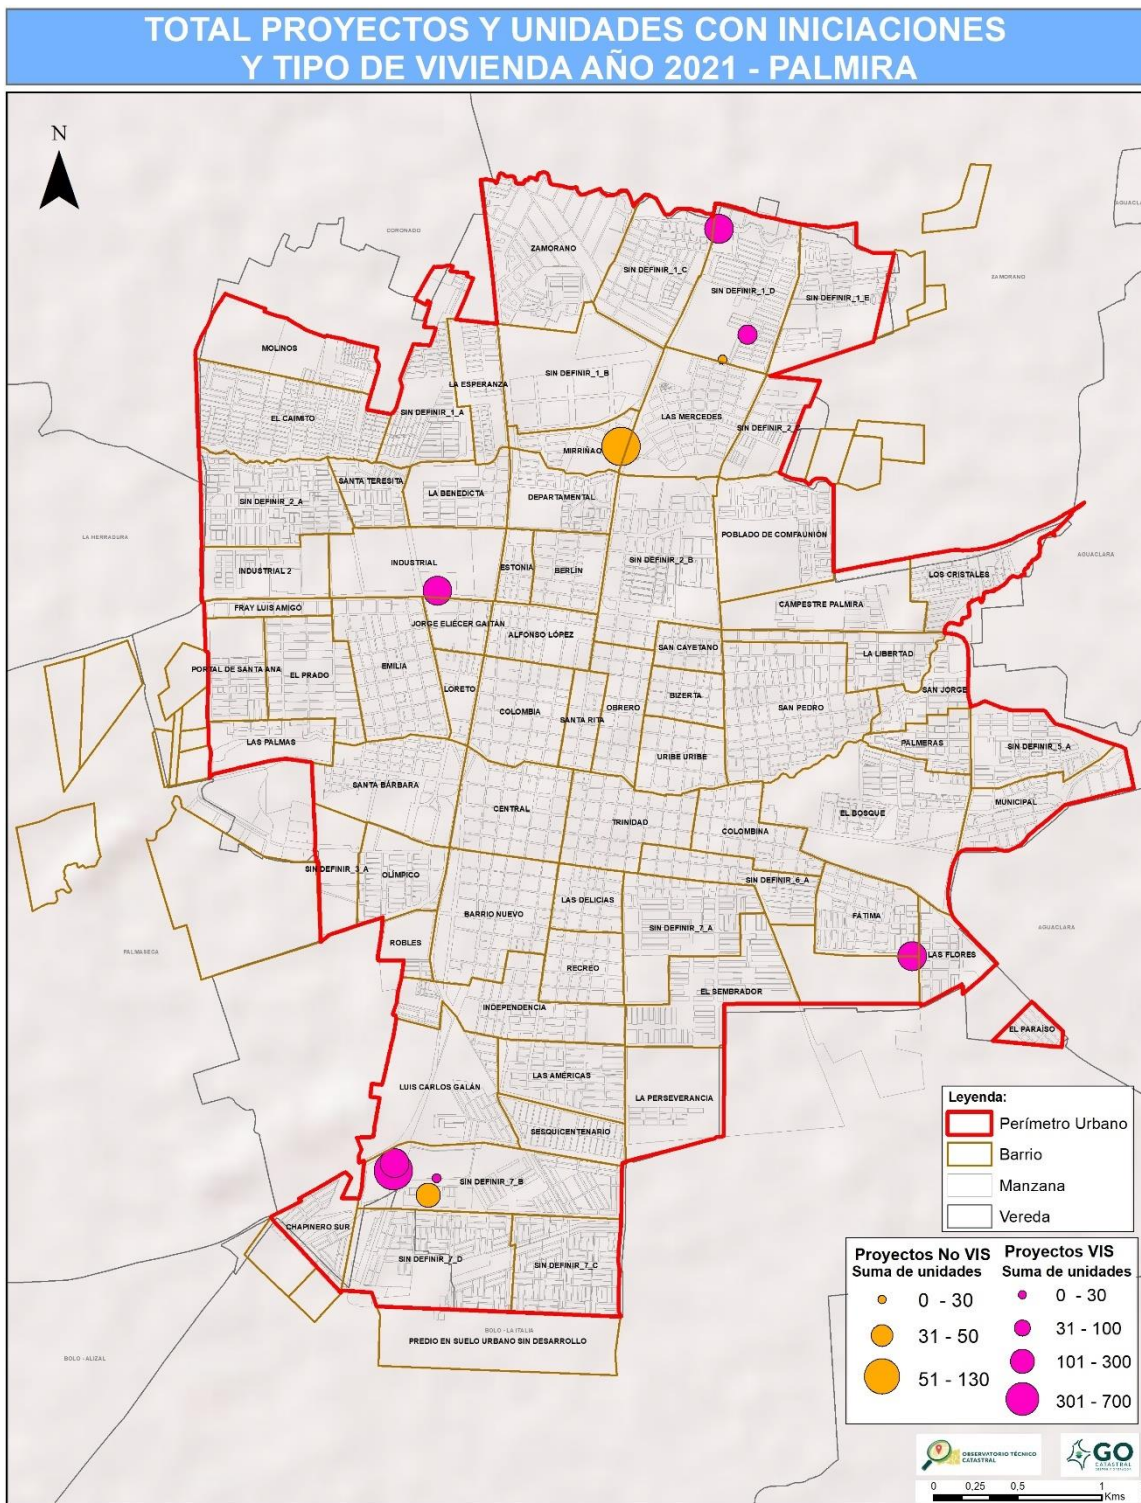 TOTAL PROYECTOS Y UNIDADES CON INICIACIONES
Y TIPO DE VIVIENDA AÑO 2021 - PALMIRA
N
AGUACLA
CORONADO
ZAMORANO
ZAMORANO
SIN DEFINIR_1_C
SIN DEFINIR_1_D
SIN DEFINIR_1_E
MOLINOS
SIN DEFINIR_1_B
LA ESPERANZA
EL CAIMITO
SIN DEFINIR_1_A
LAS MERCEDES
SIN DEFINIR_2_
MIRRIÑAO
SANTA TERESITA
LA BENEDICTA
DEPARTAMENTAL
SIN DEFINIR_2_A
LA HERRADURA
POBLADO DE COMFAUNIÓN
AGUACLARA
INDUSTRIAL
ESTONIA
BERLÍN
SIN DEFINIR_2_B
INDUSTRIAL 2
LOS CRISTALES
FRAY LUIS AMIGÓ
CAMPESTRE PALMIRA
JORGE ELIÉCER GAITÁN
ALFONSO LÓPEZ
SAN CAYETANO
LA LIBERTAD
PORTAL DE SANTA ANA
EL PRADO
EMILIA
LORETO
BIZERTA
SAN JORGE
COLOMBIA
SANTA RITA
OBRERO
SAN PEDRO
LAS PALMAS
PALMERAS
SIN DEFINIR_5_A
URIBE URIBE
SANTA BÁRBARA
CENTRAL
TRINIDAD
COLOMBINA
EL BOSQUE
MUNICIPAL
SIN DEFINIR_3_A
OLÍMPICO
SIN DEFINIR_6_A
BARRIO NUEVO
LAS DELICIAS
FÁTIMA
SIN DEFINIR_7_A
AGUACLARA
PALMASECA
ROBLES
LAS FLORES
RECREO
EL SEMBRADOR
INDEPENDENCIA
EL PARAÍSO
LUIS CARLOS GALÁN
LAS AMÉRICAS
LA PERSEVERANCIA
SESQUICENTENARIO
SIN DEFINIR_7_B
CHAPINERO SUR
SIN DEFINIR_7_D
SIN DEFINIR_7_C
BOLO - LA ITALIA
PREDIO EN SUELO URBANO SIN DESARROLLO
BOLO - ALIZAL
Leyenda:
Perímetro Urbano
Barrio
Manzana
Vereda
Proyectos No VIS
Suma de unidades
0 - 30
31 - 50
51 - 130
Proyectos VIS
Suma de unidades
0 - 30
31 - 100
101 - 300
301 - 700
OBSERVATORIO TÉCNICO
CATASTRAL
GO
CATASTRAL
0 0,25 0,5 1
Kms